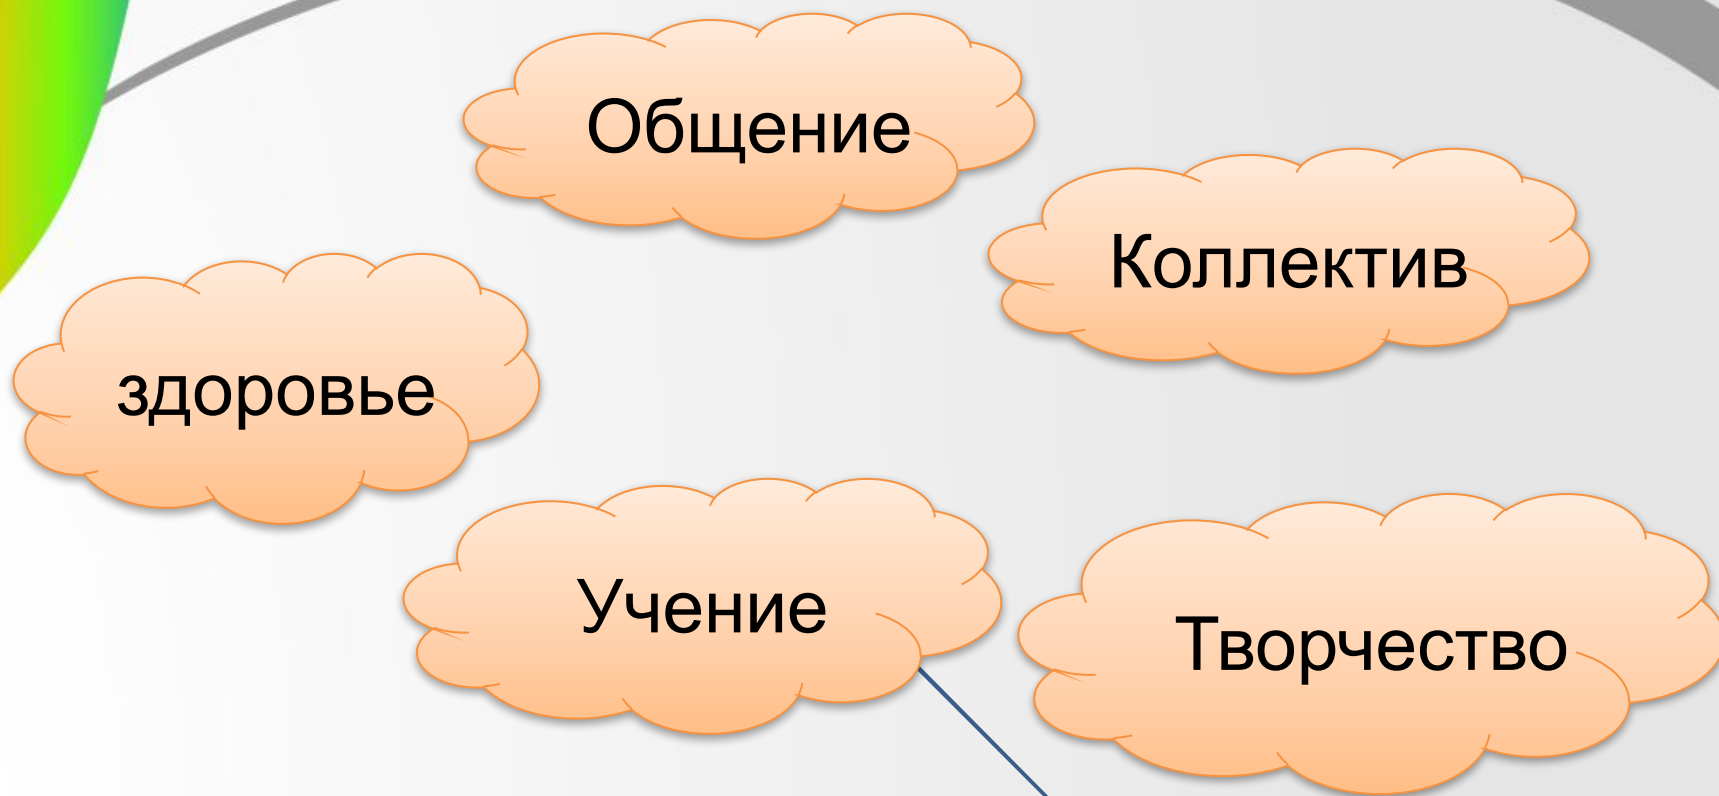 Общение
Коллектив
здоровье
Учение
Творчество